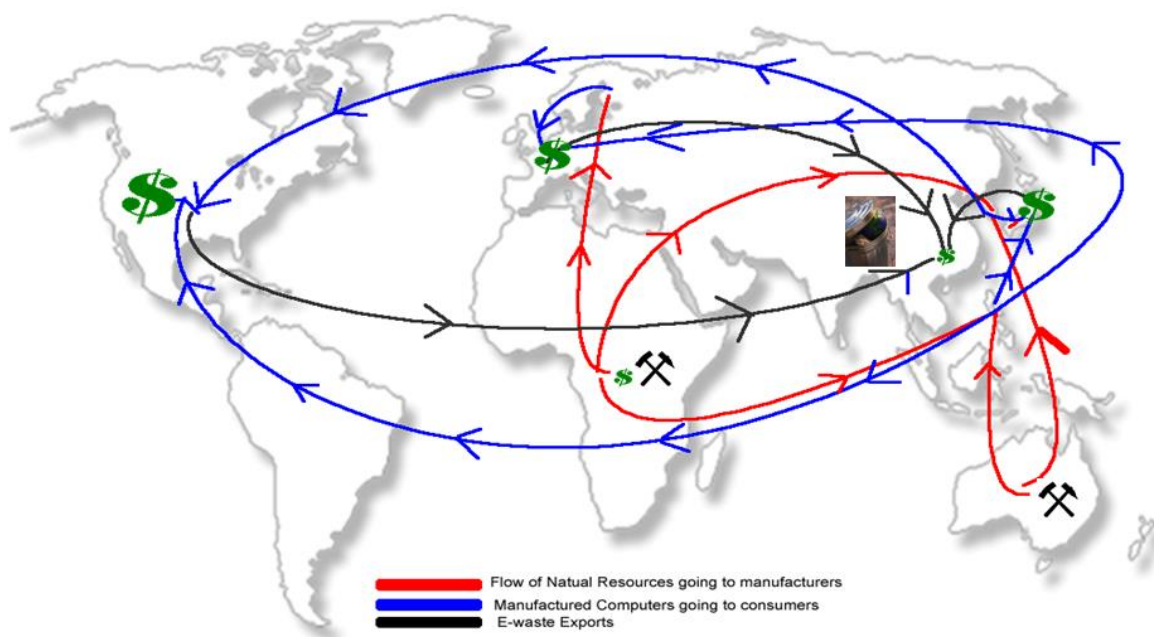 $
$
$
$
$
Flow of Natual Resources going to manufacturers
Manufactured Computers going to consumers
E-waste Exports